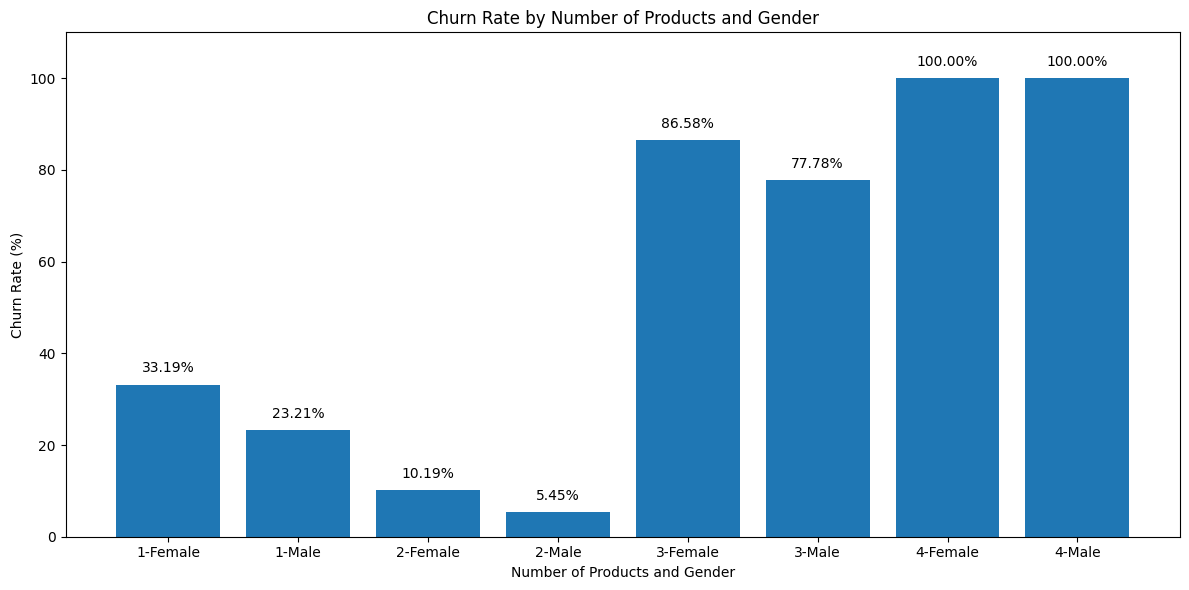 Churn Rate by Number of Products and Gender
Churn Rate (%)
100
80
60
40
20
0
33.19%
23.21%
10.19%
5.45%
86.58%
77.78%
100.00%
100.00%
1-Female
1-Male
2-Female
2-Male
3-Female
3-Male
4-Female
4-Male
Number of Products and Gender